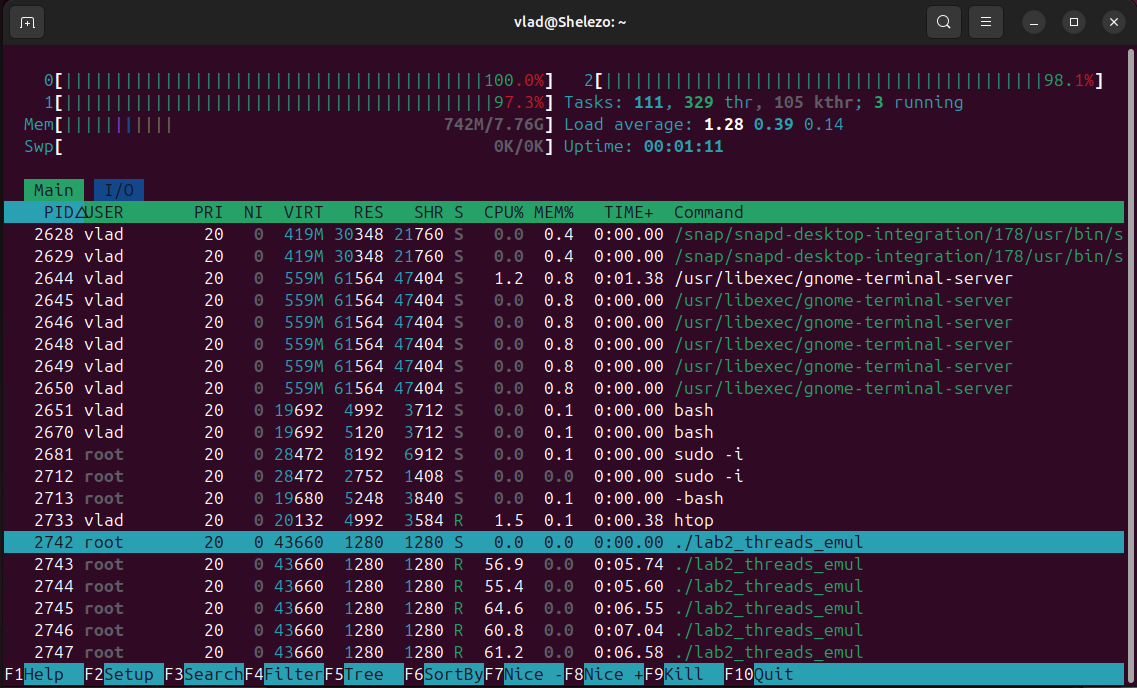 vlad@Shelezo: ~
0[||||||||||||||||||||||||||||||||||||||||||100.0%] 2[||||||||||||||||||||||||||||||||||||||||||||98.1%]
1[|||||||||||||||||||||||||||||||||||||||||||97.3%] Tasks: 111, 329 thr, 105 kthr; 3 running
Mem[||||||||||| 742M/7.76G] Load average: 1.28 0.39 0.14
Swp[ 0K/0K] Uptime: 00:01:11
Main I/O
PID△USER PRI NI VIRT RES SHR S CPU% MEM% TIME+ Command
2628 vlad 20 0 419M 30348 21760 S 0.0 0.4 0:00.00 /snap/snapd-desktop-integration/178/usr/bin/s
2629 vlad 20 0 419M 30348 21760 S 0.0 0.4 0:00.00 /snap/snapd-desktop-integration/178/usr/bin/s
2644 vlad 20 0 559M 61564 47404 S 1.2 0.8 0:01.38 /usr/libexec/gnome-terminal-server
2645 vlad 20 0 559M 61564 47404 S 0.0 0.8 0:00.00 /usr/libexec/gnome-terminal-server
2646 vlad 20 0 559M 61564 47404 S 0.0 0.8 0:00.00 /usr/libexec/gnome-terminal-server
2648 vlad 20 0 559M 61564 47404 S 0.0 0.8 0:00.00 /usr/libexec/gnome-terminal-server
2649 vlad 20 0 559M 61564 47404 S 0.0 0.8 0:00.00 /usr/libexec/gnome-terminal-server
2650 vlad 20 0 559M 61564 47404 S 0.0 0.8 0:00.00 /usr/libexec/gnome-terminal-server
2651 vlad 20 0 19692 4992 3712 S 0.0 0.1 0:00.00 bash
2670 vlad 20 0 19692 5120 3712 S 0.0 0.1 0:00.00 bash
2681 root 20 0 28472 8192 6912 S 0.0 0.1 0:00.00 sudo -i
2712 root 20 0 28472 2752 1408 S 0.0 0.0 0:00.00 sudo -i
2713 root 20 0 19680 5248 3840 S 0.0 0.1 0:00.00 -bash
2733 vlad 20 0 20132 4992 3584 R 1.5 0.1 0:00.38 htop
2742 root 20 0 43660 1280 1280 S 0.0 0.0 0:00.00 ./lab2_threads_emul
2743 root 20 0 43660 1280 1280 R 56.9 0.0 0:05.74 ./lab2_threads_emul
2744 root 20 0 43660 1280 1280 R 55.4 0.0 0:05.60 ./lab2_threads_emul
2745 root 20 0 43660 1280 1280 R 64.6 0.0 0:06.55 ./lab2_threads_emul
2746 root 20 0 43660 1280 1280 R 60.8 0.0 0:07.04 ./lab2_threads_emul
2747 root 20 0 43660 1280 1280 R 61.2 0.0 0:06.58 ./lab2_threads_emul
F1Help F2Setup F3SearchF4FilterF5Tree F6SortByF7Nice -F8Nice +F9Kill F10Quit